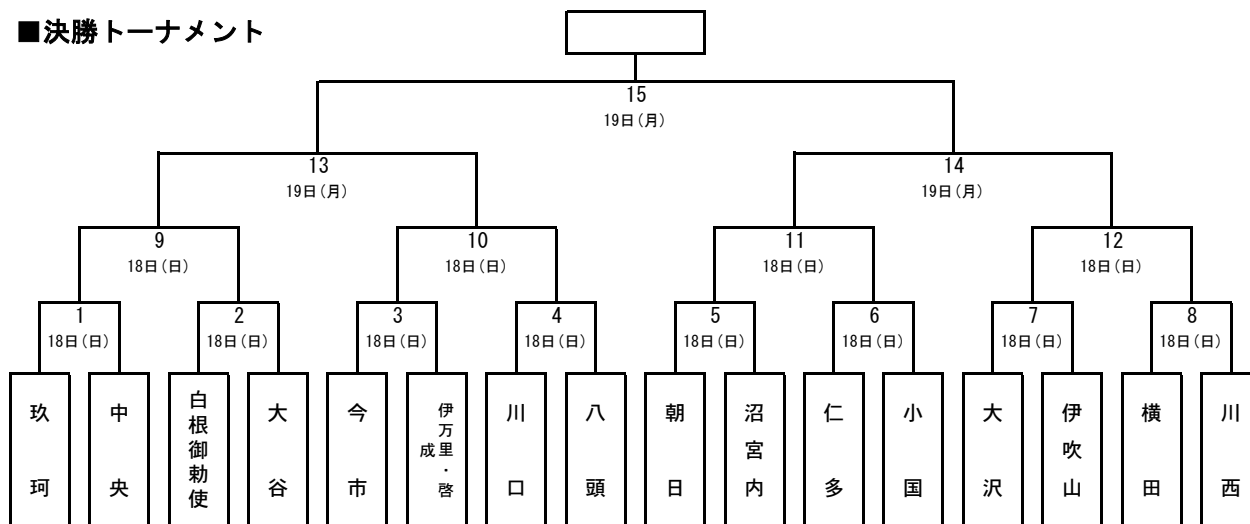 ■決勝トーナメント
15
19日(月)
13
19日(月)
14
19日(月)
9
18日(日)
10
18日(日)
11
18日(日)
12
18日(日)
1
18日(日)
2
18日(日)
3
18日(日)
4
18日(日)
5
18日(日)
6
18日(日)
7
18日(日)
8
18日(日)
玖珂
中央
白根御勅使
大谷
今市
伊万里・啓
成
川口
八頭
朝日
沼宮内
仁多
小国
大沢
伊吹山
横田
川西